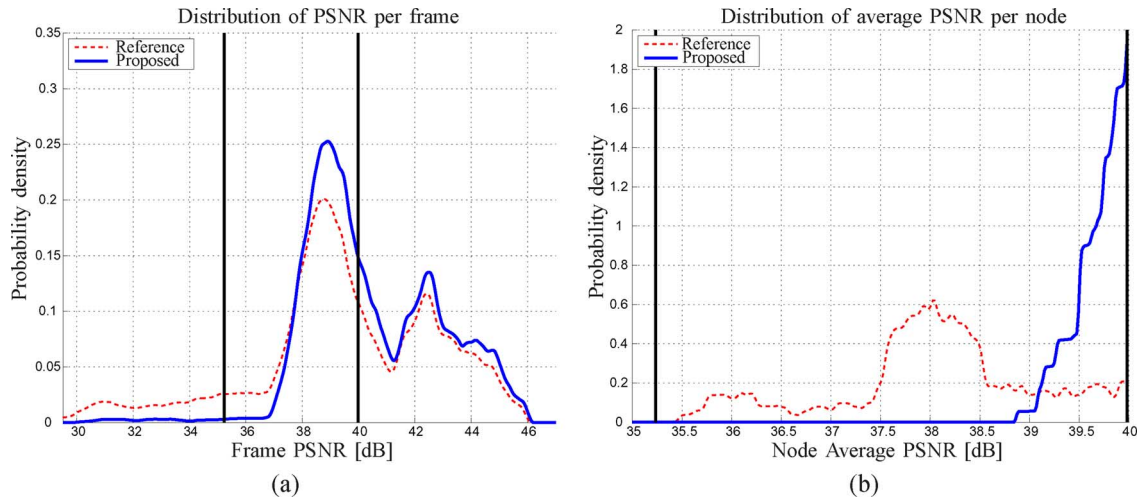 Distribution of PSNR per frame
0.35
0.3
0.25
0.2
0.15
0.1
0.05
0
Reference
Proposed
Probability density
30 32 34 36 38 40 42 44 46
Frame PSNR [dB]
(a)
Distribution of average PSNR per node
2
1.8
1.6
1.4
1.2
1
0.8
0.6
0.4
0.2
0
Reference
Proposed
Probability density
35 35.5 36 36.5 37 37.5 38 38.5 39 39.5 40
Node Average PSNR [dB]
(b)